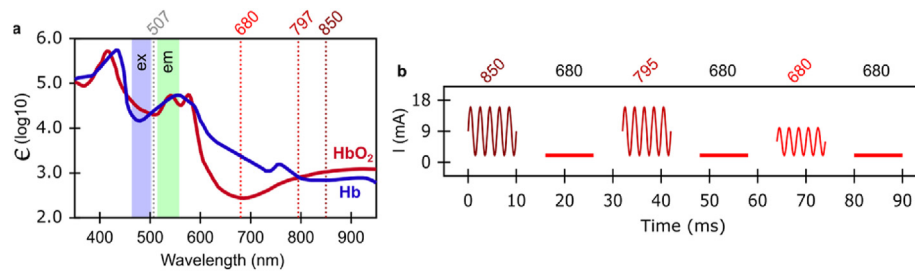 a
507
680
797
850
6.0
5.0
4.0
3.0
2.0
ϵ (log10)
ex
em
HbO2
Hb
400 500 600 700 800 900
Wavelength (nm)
b
850 680 795 680 680 680
18
9
0
I (mA)
0 10 20 30 40 50 60 70 80 90
Time (ms)